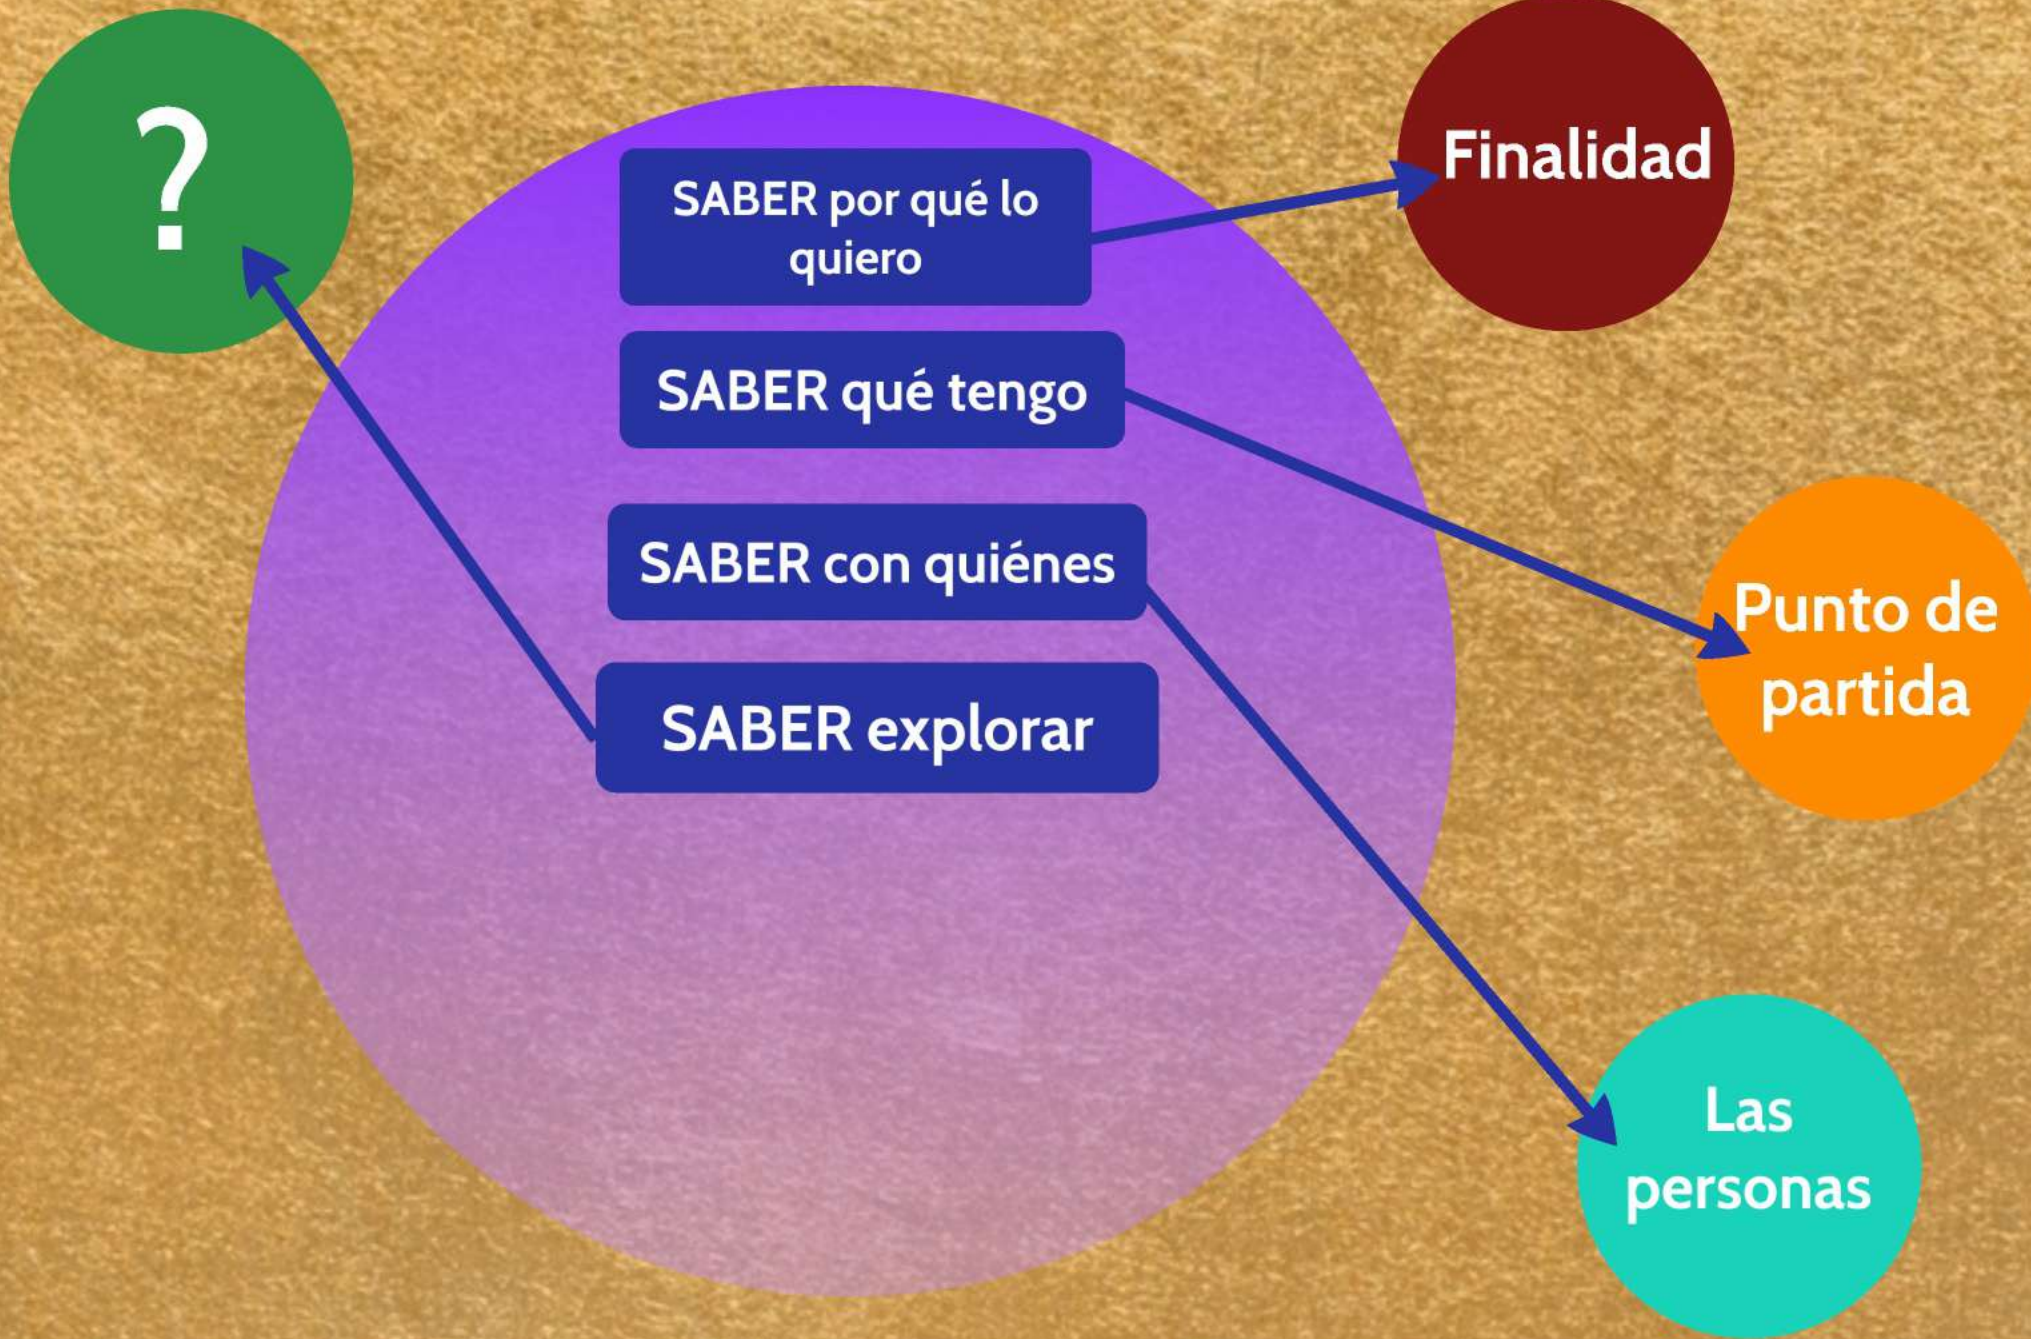 ?
SABER por qué lo
quiero
SABER qué tengo
SABER con quiénes
SABER explorar
Finalidad
Punto de
partida
Las
personas